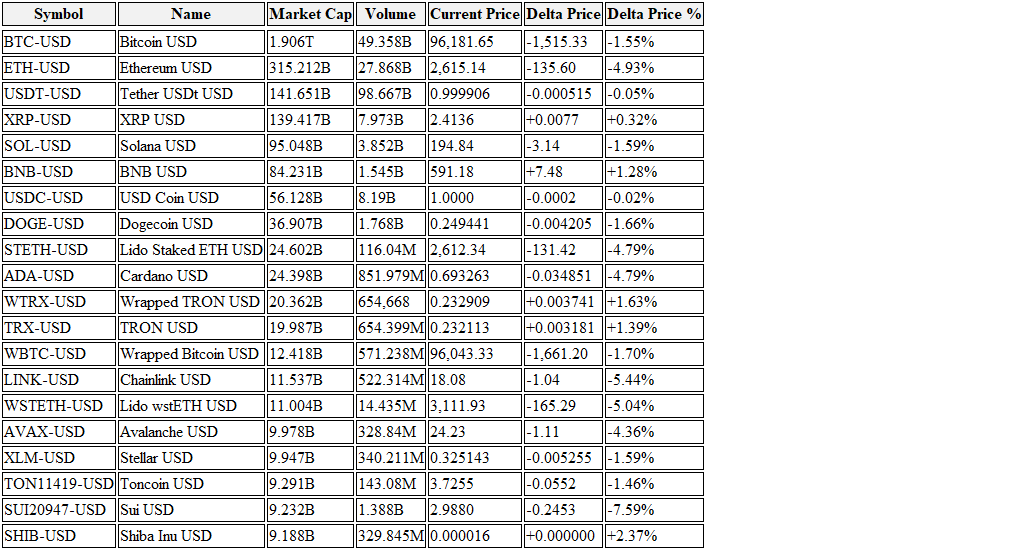 Symbol Name Market Cap Volume Current Price Delta Price Delta Price %
BTC-USD Bitcoin USD 1.906T 49.358B 96,181.65 -1,515.33 -1.55%
ETH-USD Ethereum USD 315.212B 27.868B 2,615.14 -135.60 -4.93%
USDT-USD Tether USDt USD 141.651B 98.667B 0.999906 -0.000515 -0.05%
XRP-USD XRP USD 139.417B 7.973B 2.4136 +0.0077 +0.32%
SOL-USD Solana USD 95.048B 3.852B 194.84 -3.14 -1.59%
BNB-USD BNB USD 84.231B 1.545B 591.18 +7.48 +1.28%
USDC-USD USD Coin USD 56.128B 8.19B 1.0000 -0.0002 -0.02%
DOGE-USD Dogecoin USD 36.907B 1.768B 0.249441 -0.004205 -1.66%
STETH-USD Lido Staked ETH USD 24.602B 116.04M 2,612.34 -131.42 -4.79%
ADA-USD Cardano USD 24.398B 851.979M 0.693263 -0.034851 -4.79%
WTRX-USD Wrapped TRON USD 20.362B 654,668 0.232909 +0.003741 +1.63%
TRX-USD TRON USD 19.987B 654.399M 0.232113 +0.003181 +1.39%
WBTC-USD Wrapped Bitcoin USD 12.418B 571.238M 96,043.33 -1,661.20 -1.70%
LINK-USD Chainlink USD 11.537B 522.314M 18.08 -1.04 -5.44%
WSTETH-USD Lido wstETH USD 11.004B 14.435M 3,111.93 -165.29 -5.04%
AVAX-USD Avalanche USD 9.978B 328.84M 24.23 -1.11 -4.36%
XLM-USD Stellar USD 9.947B 340.211M 0.325143 -0.005255 -1.59%
TON11419-USD Toncoin USD 9.291B 143.08M 3.7255 -0.0552 -1.46%
SUI20947-USD Sui USD 9.232B 1.388B 2.9880 -0.2453 -7.59%
SHIB-USD Shiba Inu USD 9.188B 329.845M 0.000016 +0.000000 +2.37%